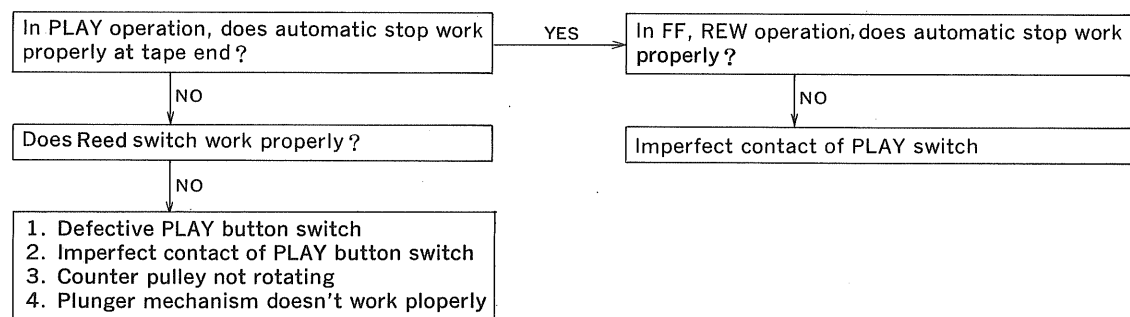 In PLAY operation, does automatic stop work
properly at tape end ?
YES
In FF, REW operation, does automatic stop work
properly ?
NO
NO
Does Reed switch work properly ?
Imperfect contact of PLAY switch
NO
1. Defective PLAY button switch
2. Imperfect contact of PLAY button switch
3. Counter pulley not rotating
4. Plunger mechanism doesn't work ploperly